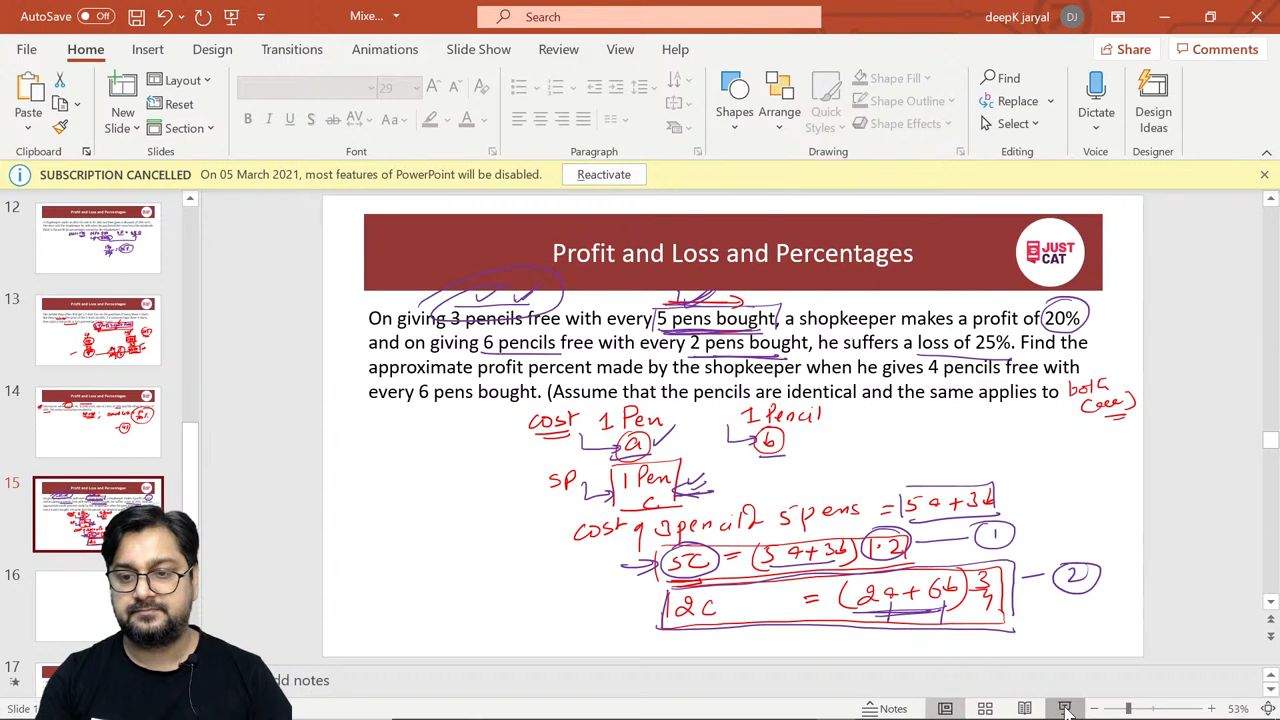 AutoSave Off Mixe... Search deepK jaryal DJ
File Home Insert Design Transitions Animations Slide Show Review View Help Share Comments
Paste New Slide Layout Reset Section Shapes Arrange Quick Styles Shape Fill Shape Outline Shape Effects Find Replace Select Dictate Design Ideas
Clipboard Slides Font Paragraph Drawing Editing Voice Designer
SUBSCRIPTION CANCELLED On 05 March 2021, most features of PowerPoint will be disabled. Reactivate
12
13
14
15
16
17
Profit and Loss and Percentages
JUST CAT
On giving 3 pencils free with every 5 pens bought, a shopkeeper makes a profit of 20%
and on giving 6 pencils free with every 2 pens bought, he suffers a loss of 25%. Find the
approximate profit percent made by the shopkeeper when he gives 4 pencils free with
every 6 pens bought. (Assume that the pencils are identical and the same applies to
cost 1 Pen 1 Pencil
a b
SP 1 Pen
c
cost of 3 pencil 2 5 pens = 5a+3b
5c = (5a+3b) 1.2 1
2c = (2a+6b) 3/4 2
dd notes
Slide 1 Notes 53%